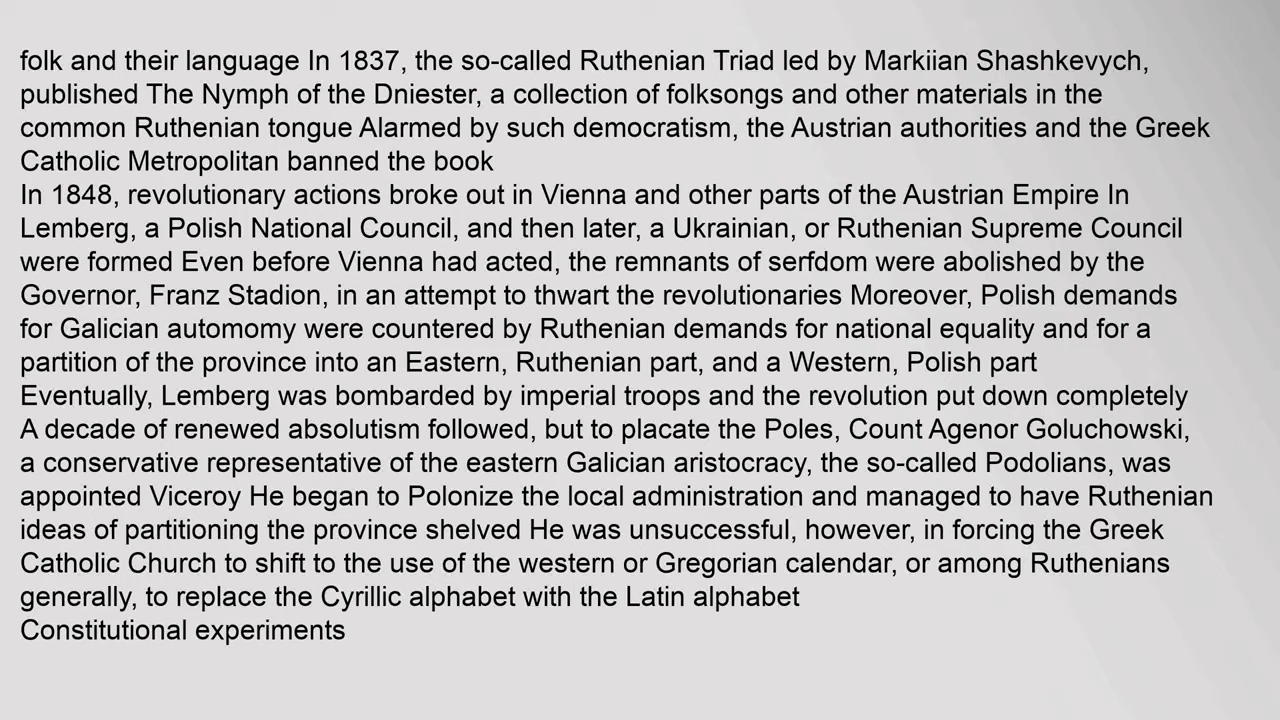 folk and their language In 1837, the so-called Ruthenian Triad led by Markiian Shashkevych,
published The Nymph of the Dniester, a collection of folksongs and other materials in the
common Ruthenian tongue Alarmed by such democratism, the Austrian authorities and the Greek
Catholic Metropolitan banned the book
In 1848, revolutionary actions broke out in Vienna and other parts of the Austrian Empire In
Lemberg, a Polish National Council, and then later, a Ukrainian, or Ruthenian Supreme Council
were formed Even before Vienna had acted, the remnants of serfdom were abolished by the
Governor, Franz Stadion, in an attempt to thwart the revolutionaries Moreover, Polish demands
for Galician automomy were countered by Ruthenian demands for national equality and for a
partition of the province into an Eastern, Ruthenian part, and a Western, Polish part
Eventually, Lemberg was bombarded by imperial troops and the revolution put down completely
A decade of renewed absolutism followed, but to placate the Poles, Count Agenor Goluchowski,
a conservative representative of the eastern Galician aristocracy, the so-called Podolians, was
appointed Viceroy He began to Polonize the local administration and managed to have Ruthenian
ideas of partitioning the province shelved He was unsuccessful, however, in forcing the Greek
Catholic Church to shift to the use of the western or Gregorian calendar, or among Ruthenians
generally, to replace the Cyrillic alphabet with the Latin alphabet
Constitutional experiments